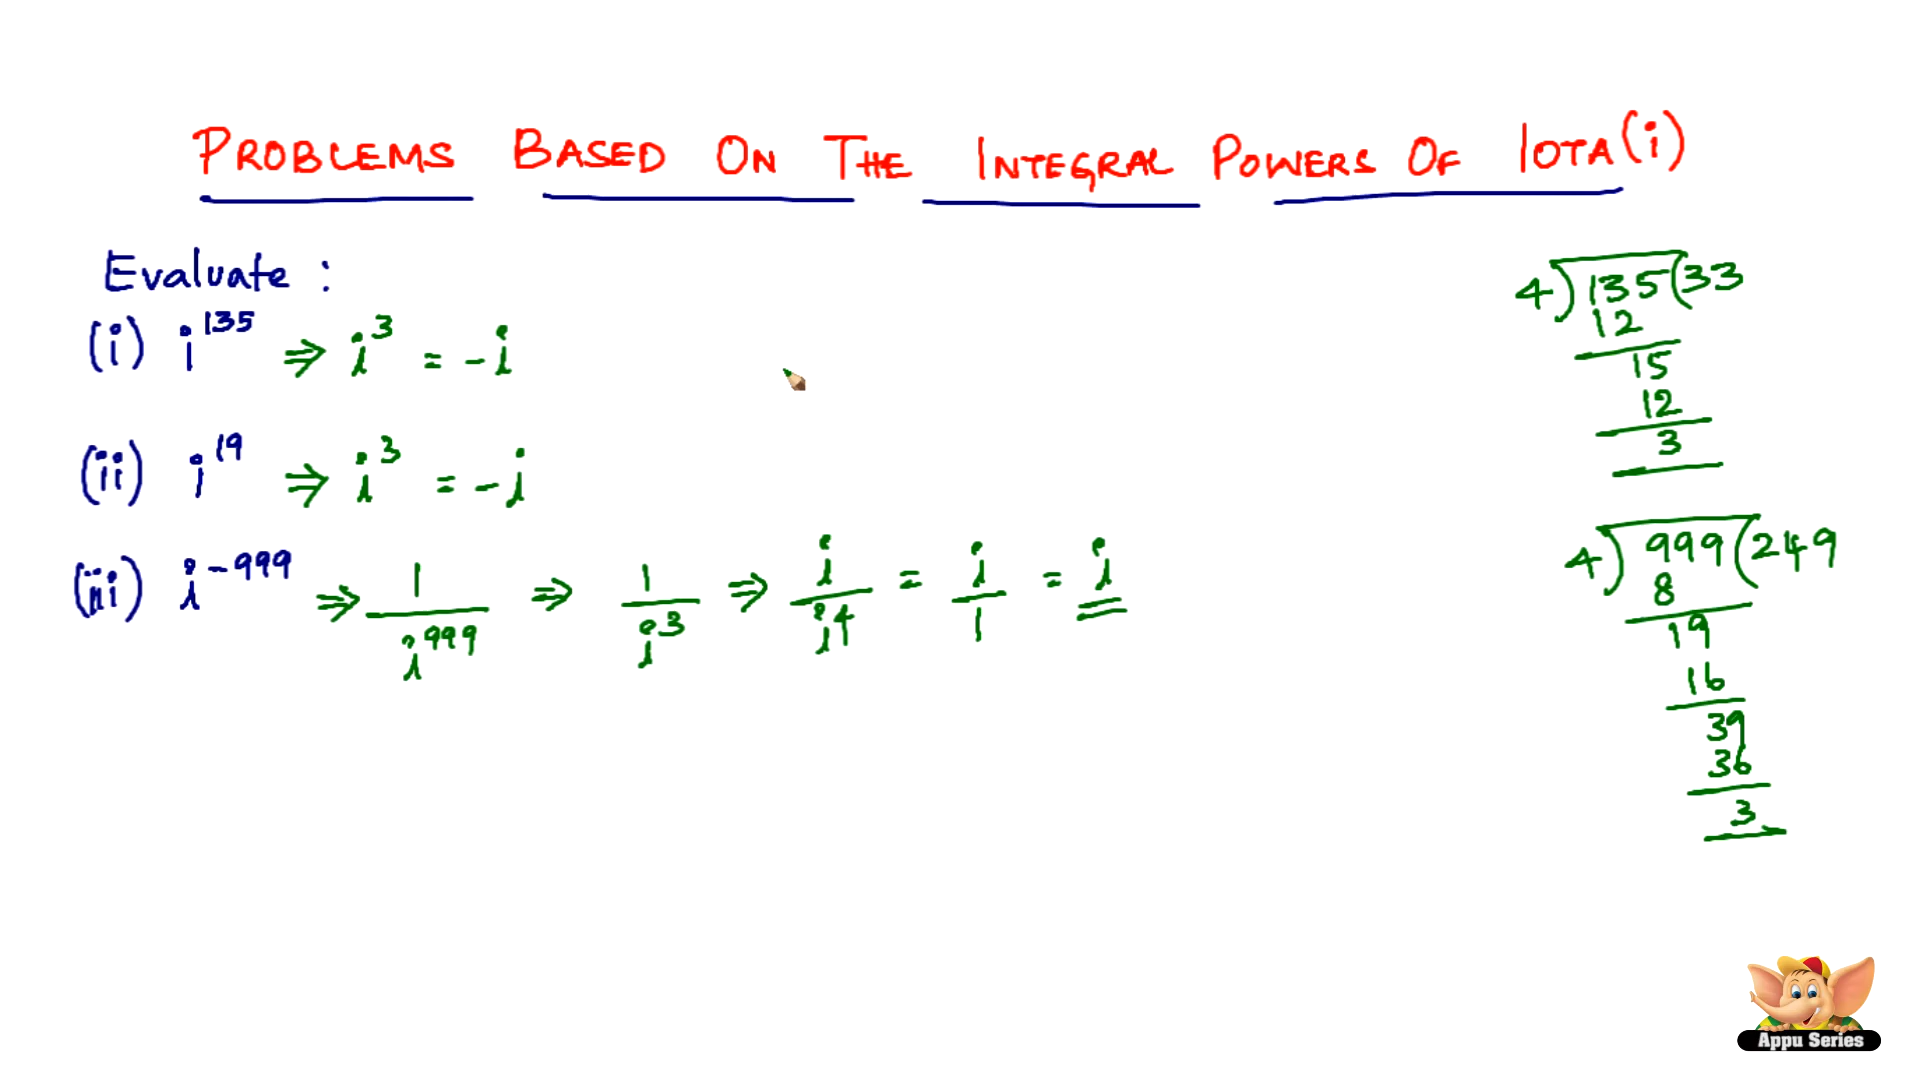 PROBLEMS BASED ON THE INTEGRAL POWERS OF IOTA(i)
Evaluate :
(i) i^135 ⇒ i^3 = -i
(ii) i^19 ⇒ i^3 = -i
(iii) i^-999 ⇒ 1/i^999 ⇒ 1/i^3 ⇒ i/i^4 = i/1 = i
4)135(33
12
15
12
3
4)999(249
8
19
16
39
36
3
Appu Series